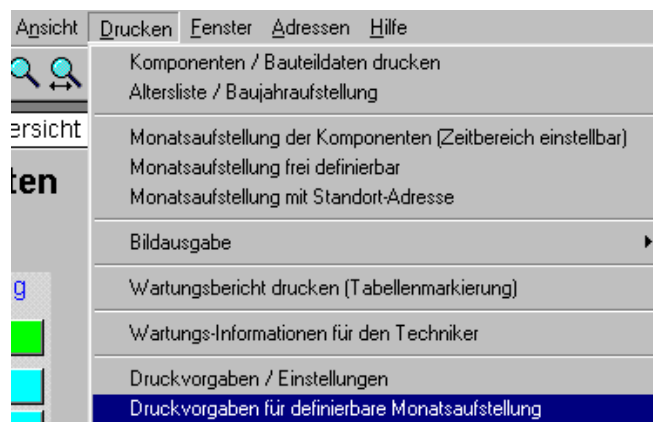 Ansicht Drucken Fenster Adressen Hilfe
Komponenten / Bauteildaten drucken
Altersliste / Baujahraufstellung
ersicht
Monatsaufstellung der Komponenten (Zeitbereich einstellbar)
Monatsaufstellung frei definierbar
ten
Monatsaufstellung mit Standort-Adresse
Bildausgabe
g
Wartungsbericht drucken (Tabellenmarkierung)
Wartungs-Informationen für den Techniker
Druckvorgaben / Einstellungen
Druckvorgaben für definierbare Monatsaufstellung